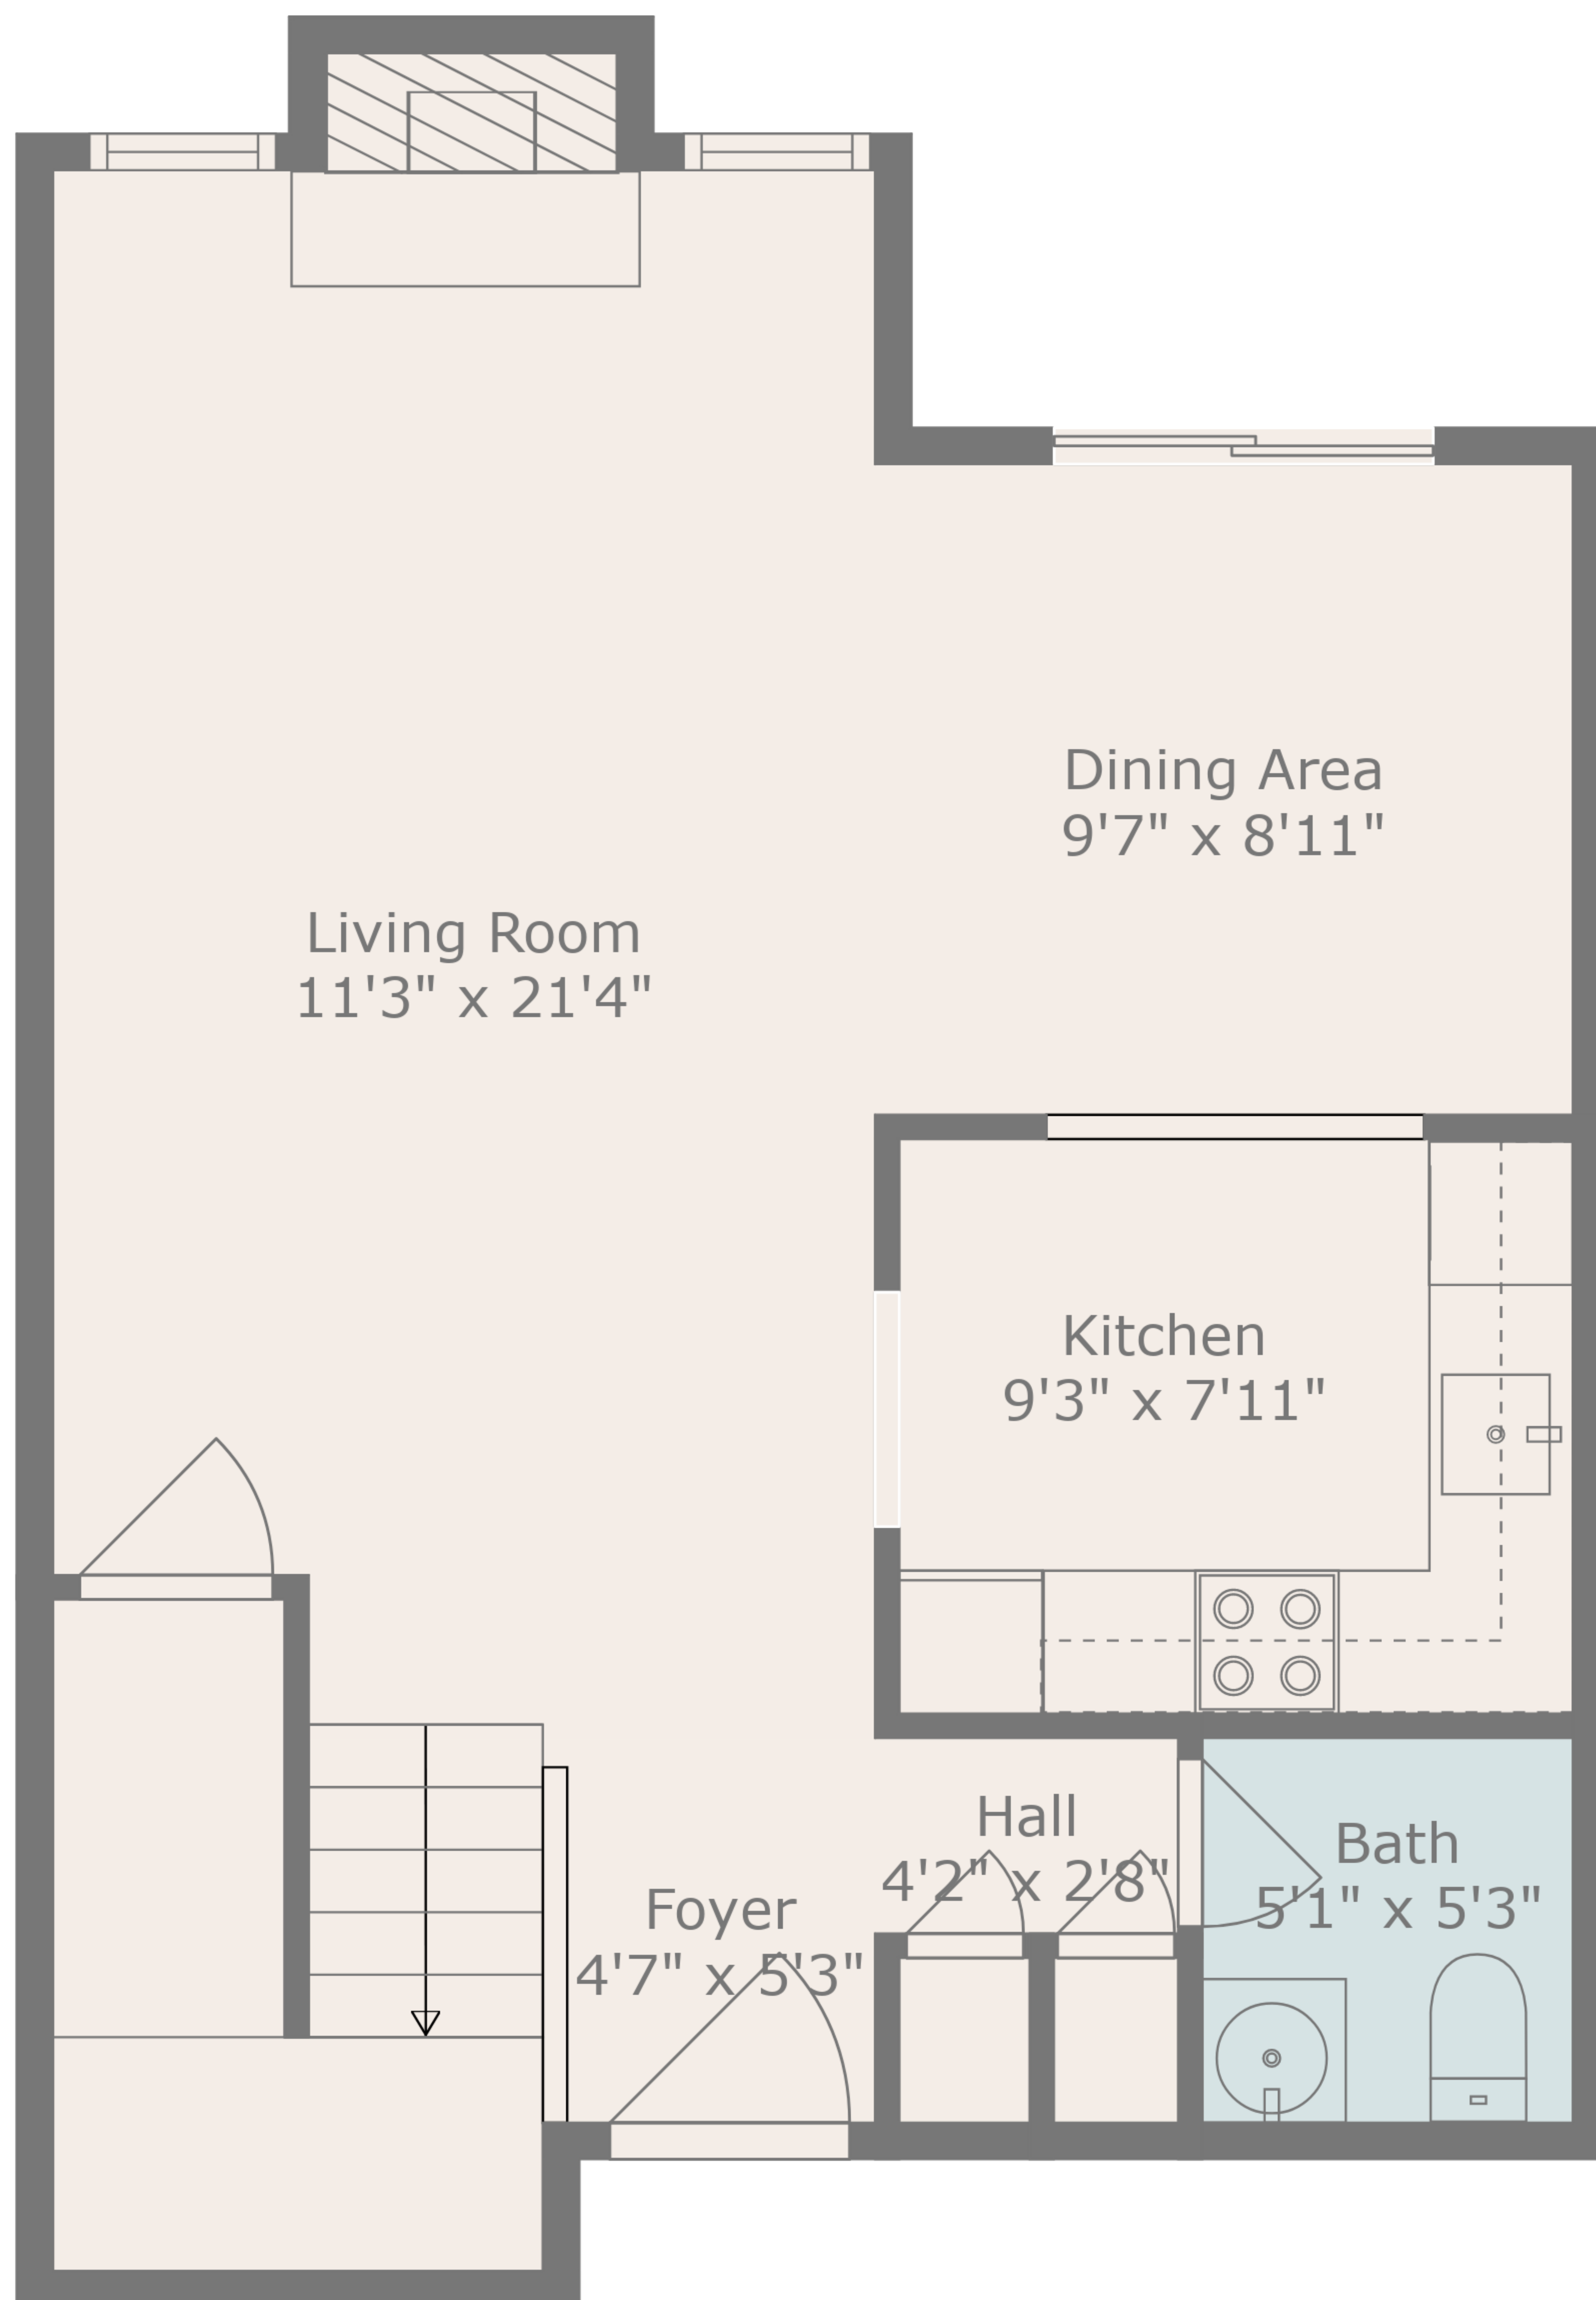 Dining Area
9'7" x 8'11"
Living Room
11'3" x 21'4"
Kitchen
9'3" x 7'11"
Hall
4'2" x 2'8"
Bath
5'1" x 5'3"
Foyer
4'7" x 5'3"